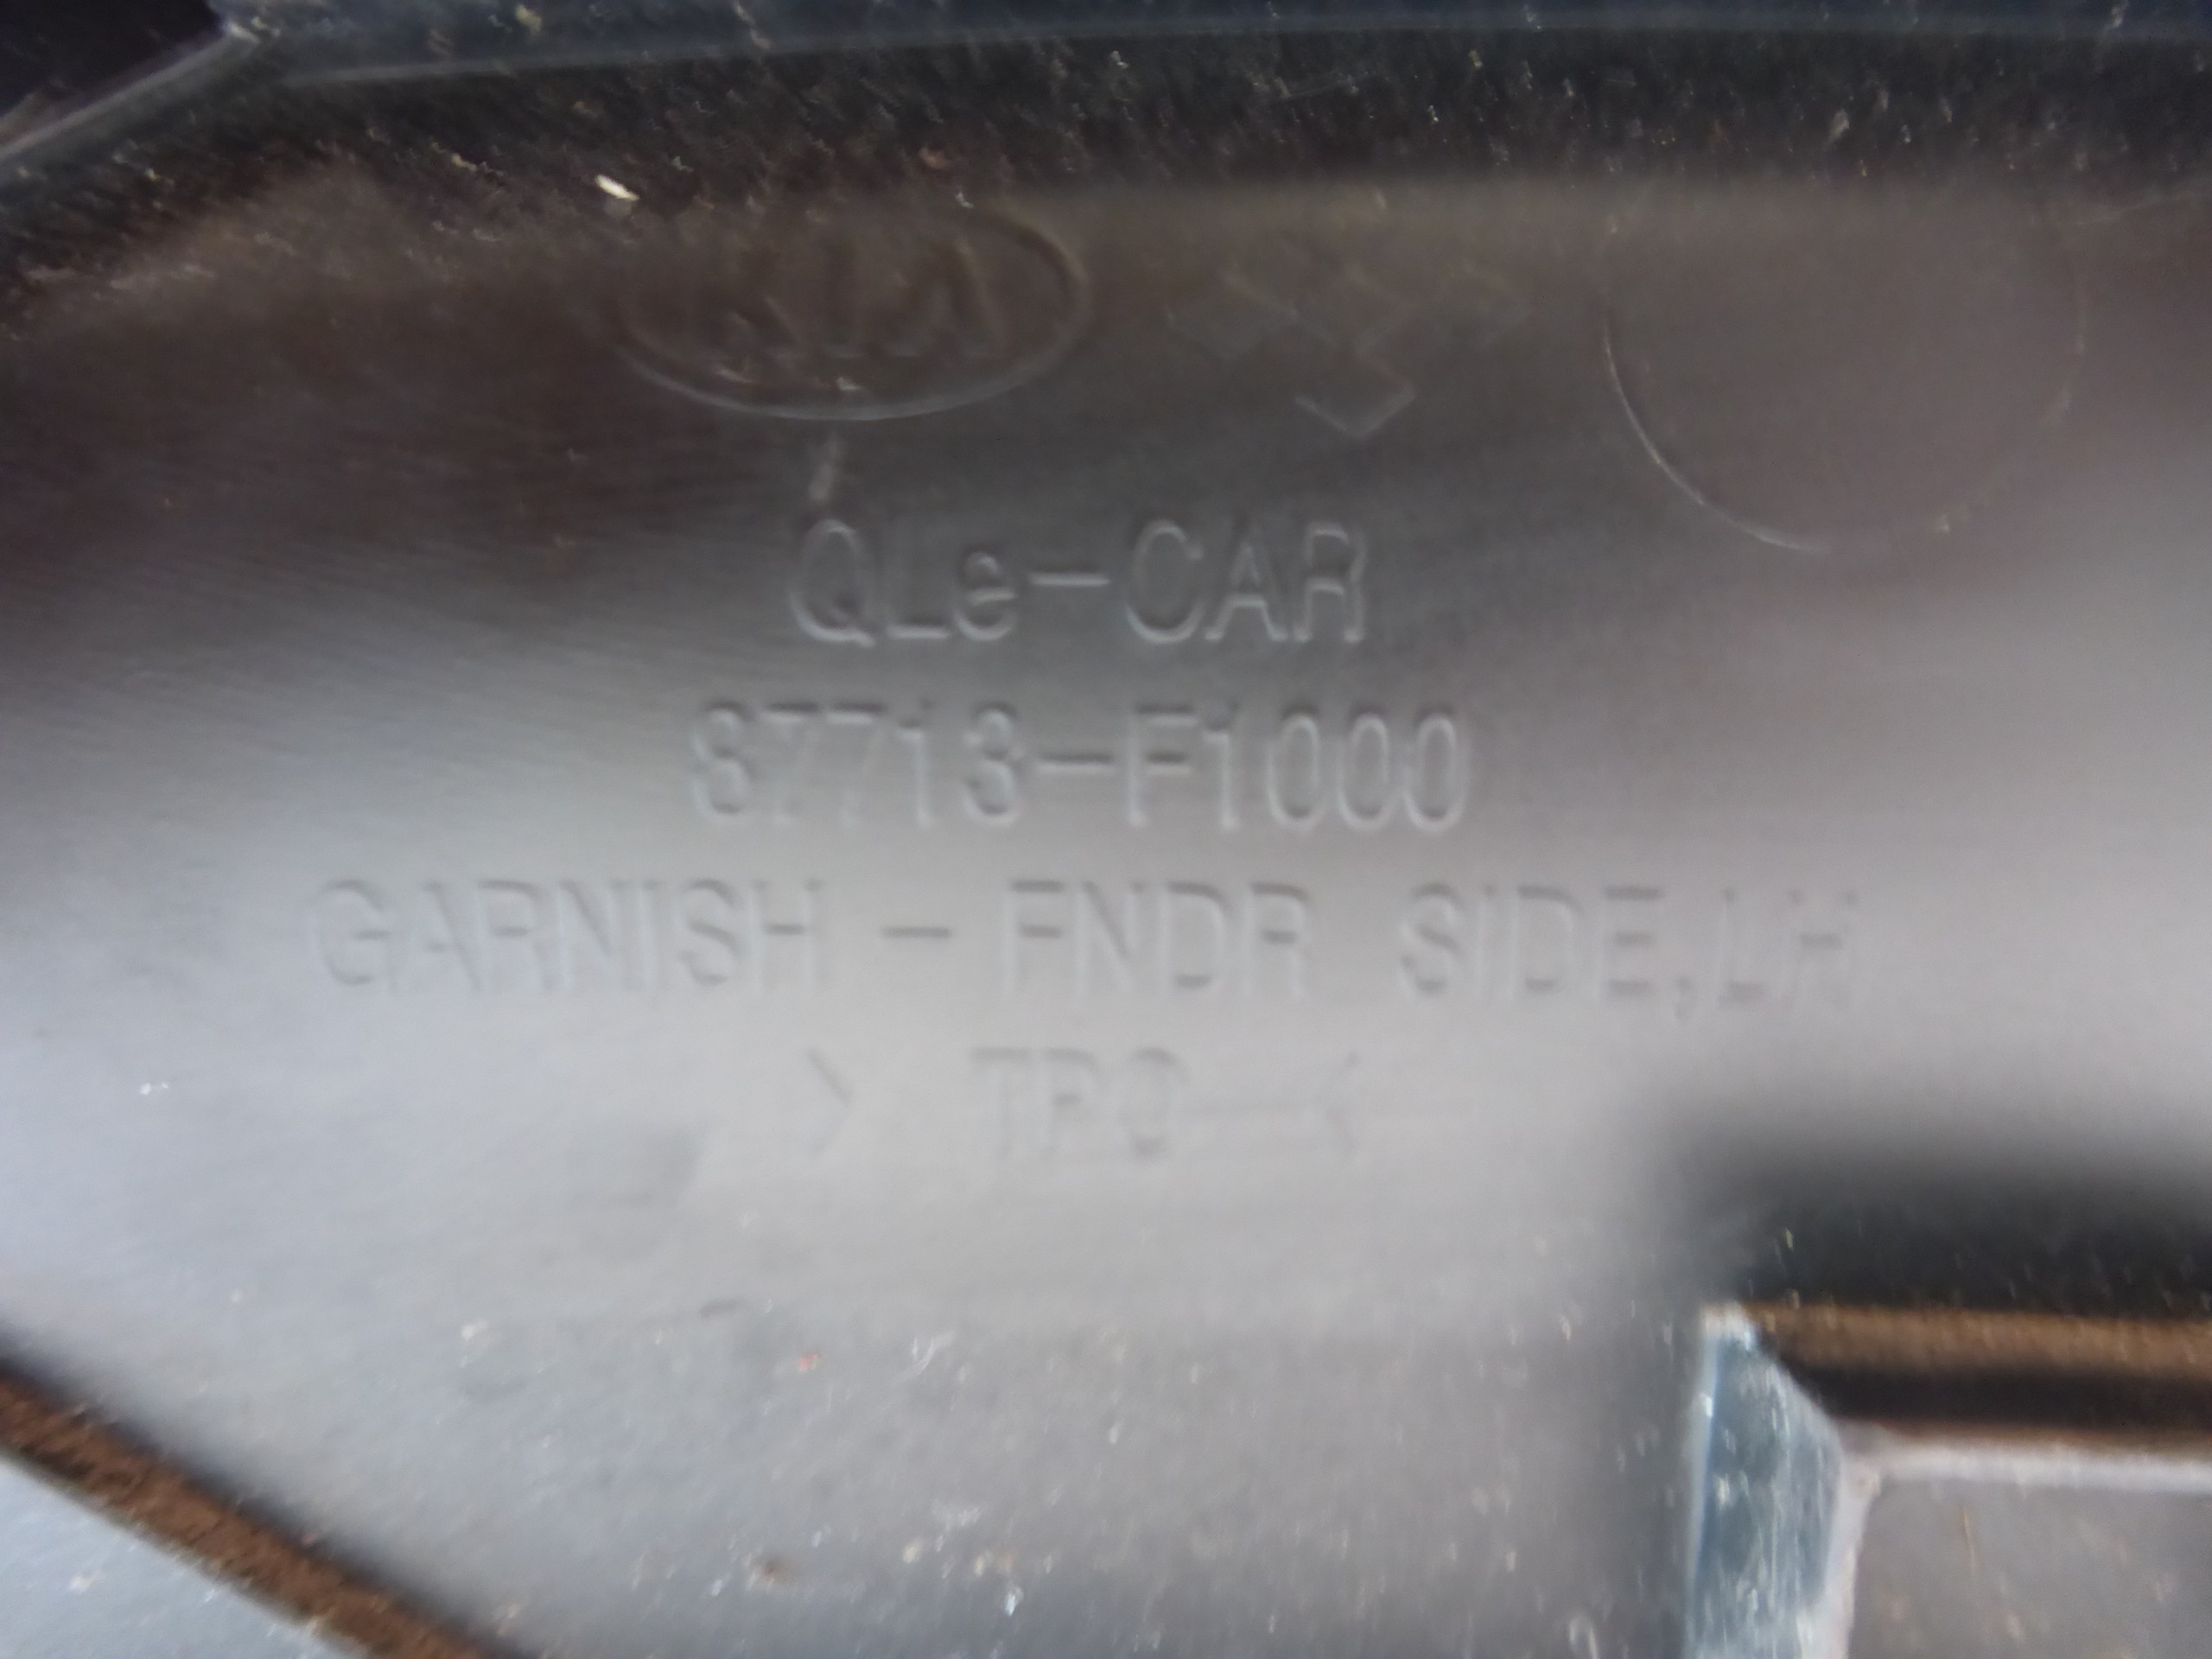 KIA
QLe-CAR
87713-F1000
GARNISH - FNDR SIDE,LH
> TPO <